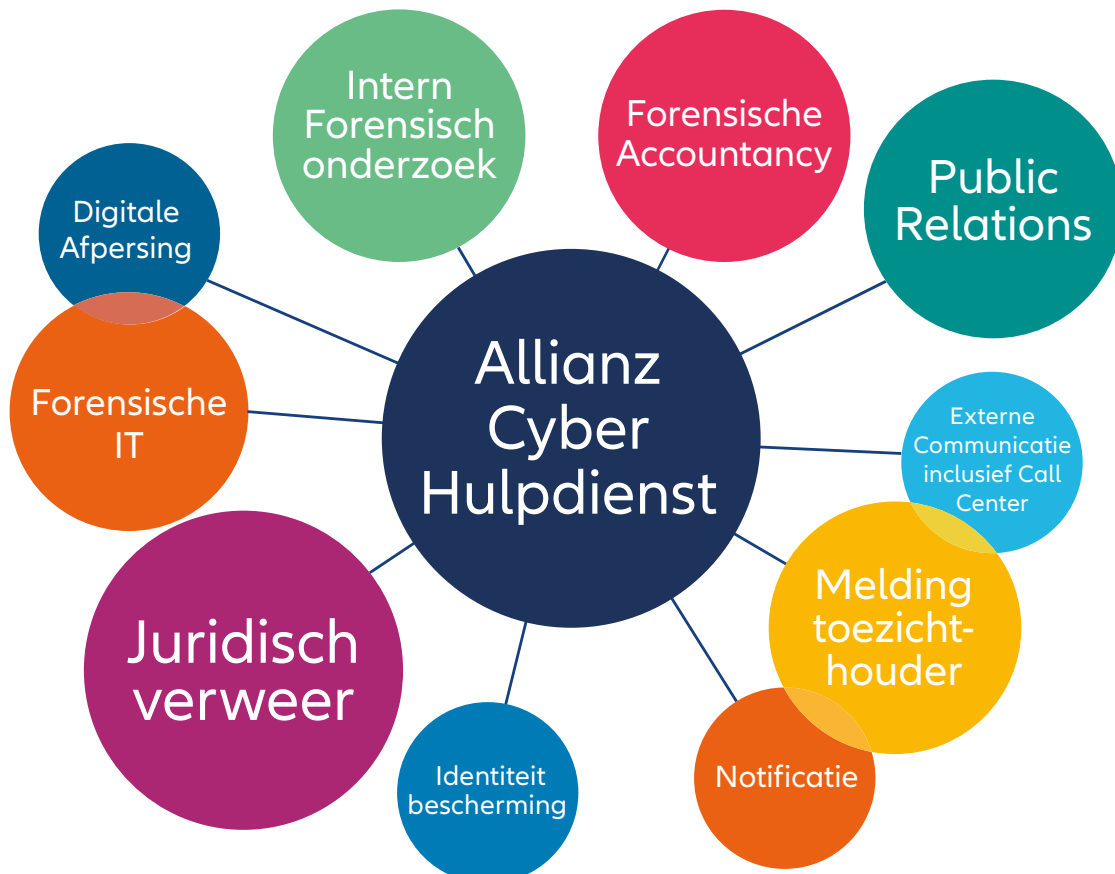 Intern
Forensisch
onderzoek
Forensische
Accountancy
Public
Relations
Digitale
Afpersing
Allianz
Cyber
Hulpdienst
Forensische
IT
Externe
Communicatie
inclusief Call
Center
Melding
toezicht-
houder
Juridisch
verweer
Identiteit
bescherming
Notificatie